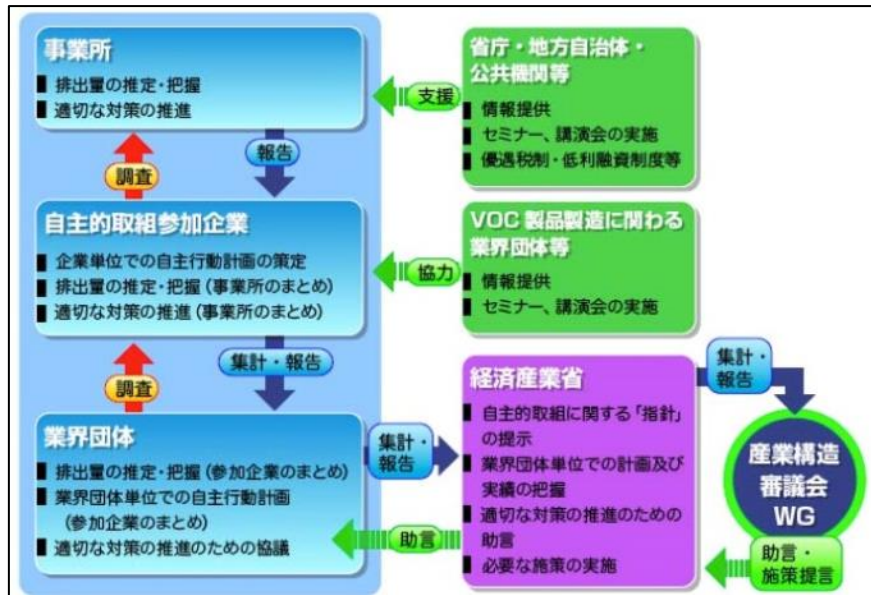 事業所
■ 排出量の推定・把握
■ 適切な対策の推進
報告
調査
自主的取組参加企業
■ 企業単位での自主行動計画の策定
■ 排出量の推定・把握（事業所のまとめ）
■ 適切な対策の推進（事業所のまとめ）
集計・報告
調査
業界団体
■ 排出量の推定・把握（参加企業のまとめ）
■ 業界団体単位での自主行動計画
（参加企業のまとめ）
■ 適切な対策の推進のための協議
省庁・地方自治体・
公共機関等
■ 情報提供
■ セミナー、講演会の実施
■ 優遇税制・低利融資制度等
支援
VOC 製品製造に関わる
業界団体等
■ 情報提供
■ セミナー、講演会の実施
協力
集計・
報告
助言
経済産業省
■ 自主的取組に関する「指針」
の提示
■ 業界団体単位での計画及び
実績の把握
■ 適切な対策の推進のための
助言
■ 必要な施策の実施
集計・
報告
産業構造
審議会
WG
助言・
施策提言